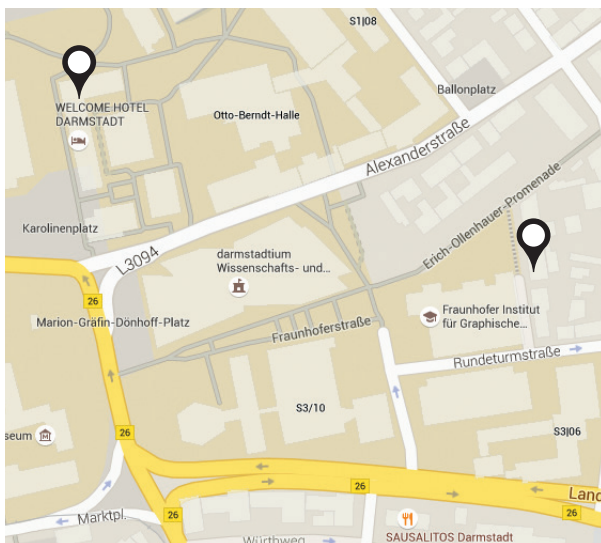 S1|08
Ballonplatz
WELCOME HOTEL
DARMSTADT
Otto-Berndt-Halle
Alexanderstraße
Erich-Ollenhauer-Promenade
Karolinenplatz
L3094
darmstadtium
Wissenschafts- und...
26
Marion-Gräfin-Dönhoff-Platz
Fraunhoferstraße
Fraunhofer Institut
für Graphische...
Rundeturmstraße
S3/10
26
S3|06
seum
26
Land
26
Marktpl.
26
Würthweg
SAUSALITOS Darmstadt